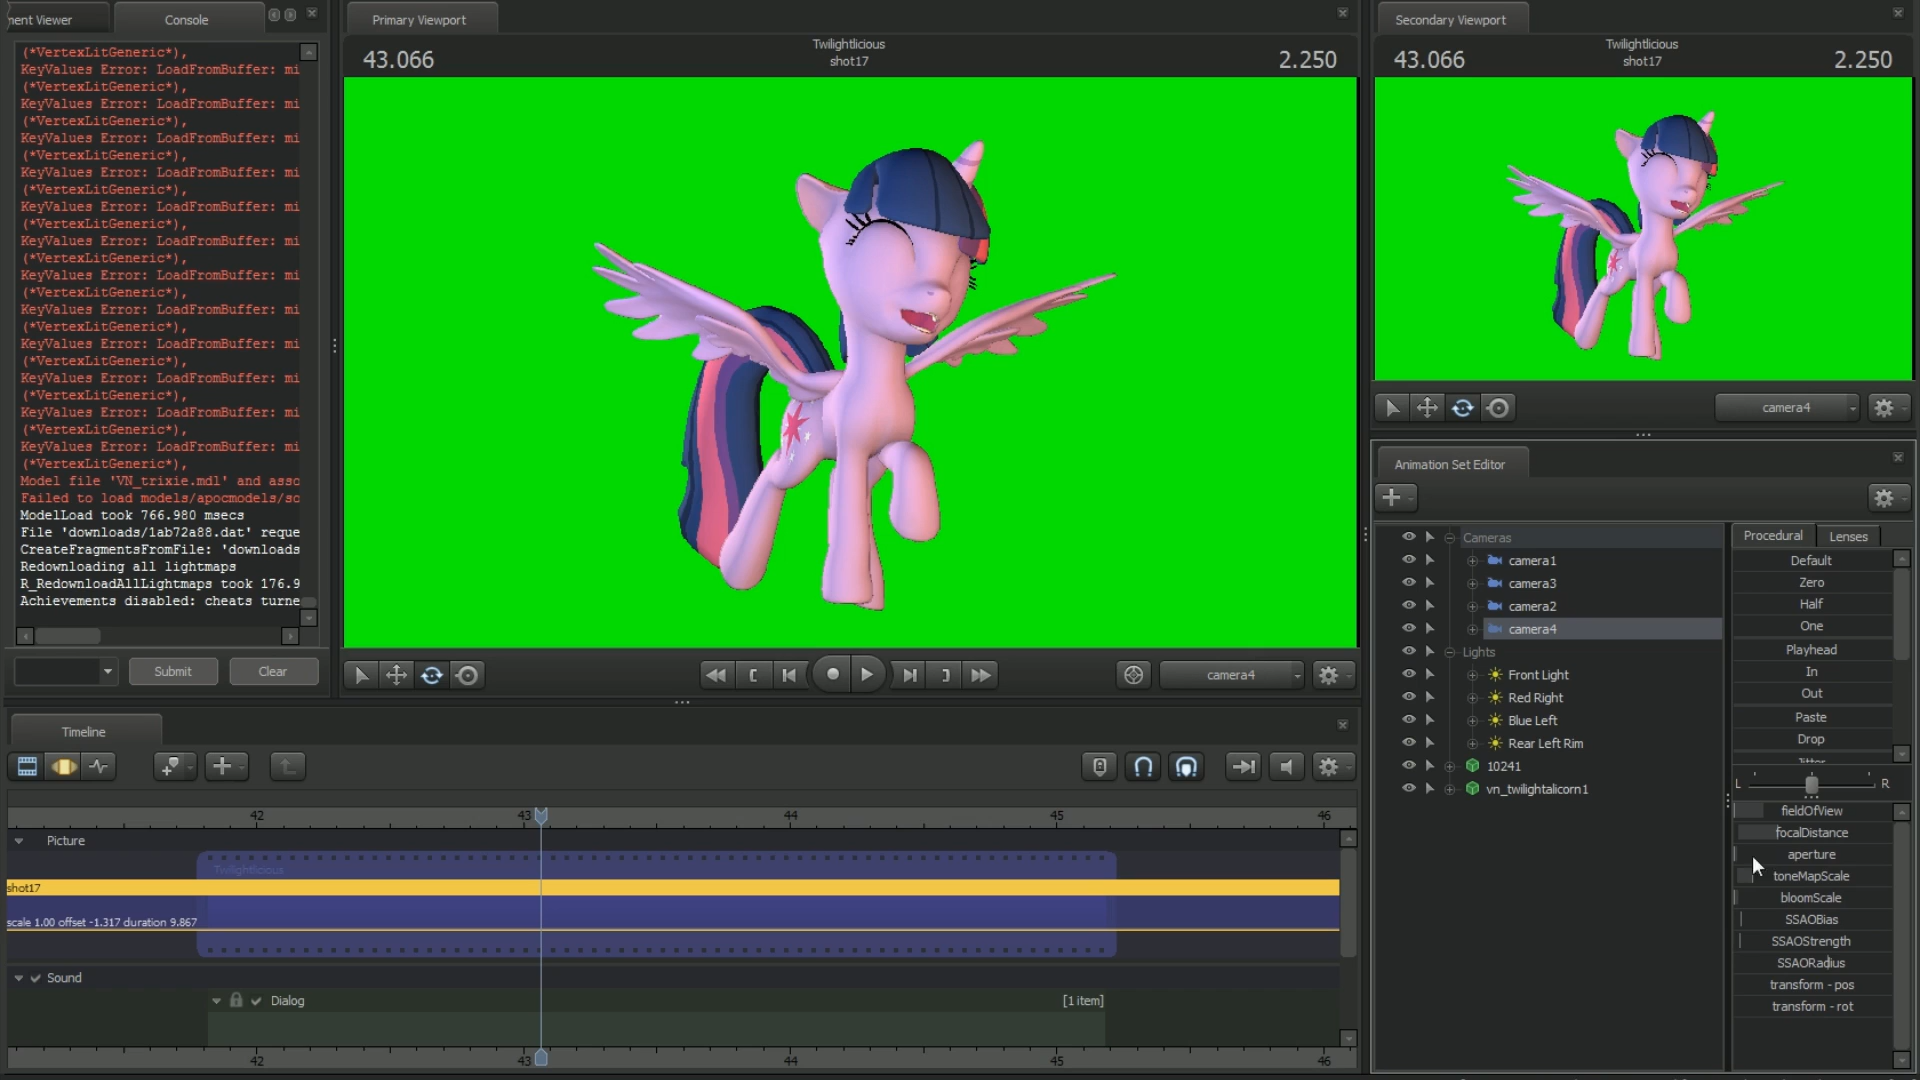 ment Viewer
Console
(*VertexLitGeneric*),
KeyValues Error: LoadFromBuffer: mi
(*VertexLitGeneric*),
KeyValues Error: LoadFromBuffer: mi
(*VertexLitGeneric*),
KeyValues Error: LoadFromBuffer: mi
(*VertexLitGeneric*),
KeyValues Error: LoadFromBuffer: mi
(*VertexLitGeneric*),
KeyValues Error: LoadFromBuffer: mi
(*VertexLitGeneric*),
KeyValues Error: LoadFromBuffer: mi
(*VertexLitGeneric*),
KeyValues Error: LoadFromBuffer: mi
(*VertexLitGeneric*),
KeyValues Error: LoadFromBuffer: mi
(*VertexLitGeneric*),
KeyValues Error: LoadFromBuffer: mi
(*VertexLitGeneric*),
KeyValues Error: LoadFromBuffer: mi
(*VertexLitGeneric*),
KeyValues Error: LoadFromBuffer: mi
(*VertexLitGeneric*),
KeyValues Error: LoadFromBuffer: mi
(*VertexLitGeneric*),
Model file 'VN_trixie.mdl' and asso
Failed to load models/apocmodels/so
ModelLoad took 766.980 msecs
File 'downloads/1ab72a88.dat' reque
CreateFragmentsFromFile: 'downloads
Redownloading all lightmaps
R_RedownloadAllLightmaps took 176.9
Achievements disabled: cheats turne
Submit
Clear
Primary Viewport
43.066
Twilightlicious
shot17
2.250
camera4
Secondary Viewport
43.066
Twilightlicious
shot17
2.250
camera4
Animation Set Editor
Cameras
camera1
camera3
camera2
camera4
Lights
Front Light
Red Right
Blue Left
Rear Left Rim
10241
vn_twilightalicorn1
Procedural
Lenses
Default
Zero
Half
One
Playhead
In
Out
Paste
Drop
Jitter
L
R
fieldOfView
focalDistance
aperture
toneMapScale
bloomScale
SSAOBias
SSAOStrength
SSAORadius
transform - pos
transform - rot
Timeline
42
43
44
45
46
Picture
Twilightlicious
shot17
scale 1.00 offset -1.317 duration 9.867
Sound
Dialog
[1 item]
42
43
44
45
46